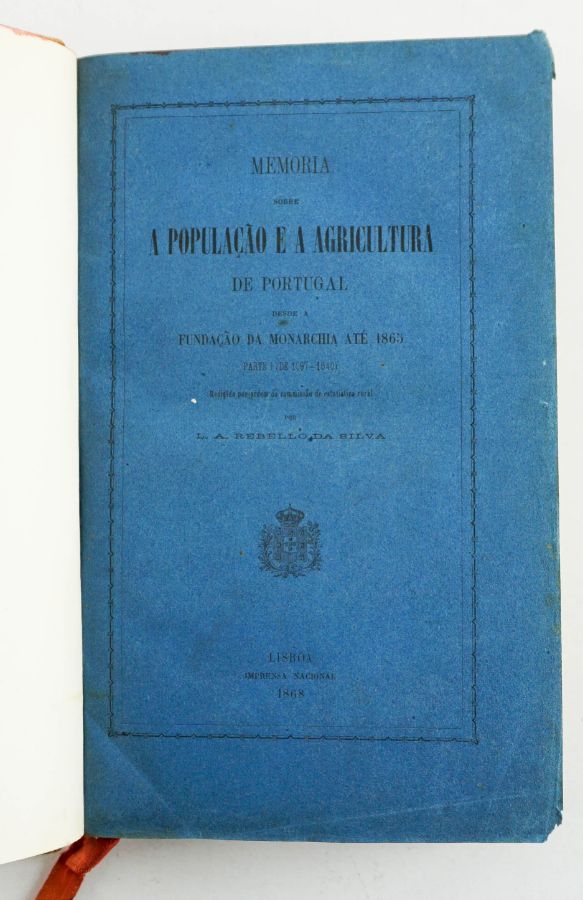 MEMORIA
SOBRE
A POPULAÇÃO E A AGRICULTURA
DE PORTUGAL
DESDE A
FUNDAÇÃO DA MONARCHIA ATÉ 1865
PARTE I (DE 1097-1640)
Redigida por ordem da commissão de estatistica rural
POR
L. A. REBELLO DA SILVA
LISBOA
IMPRENSA NACIONAL
1868